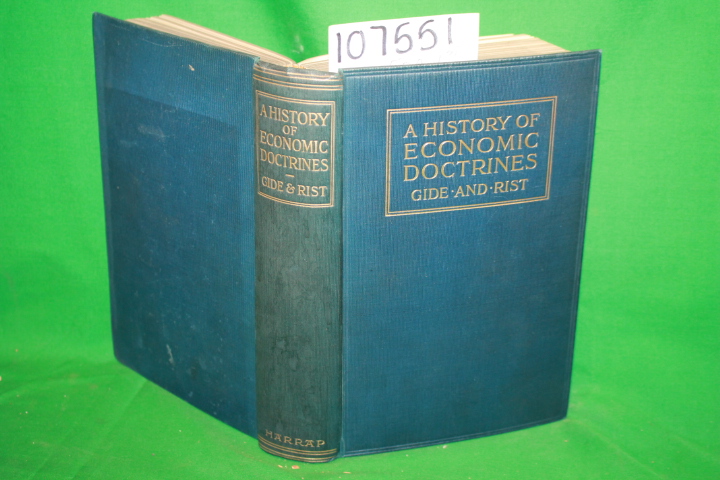 107551
A HISTORY
OF
ECONOMIC
DOCTRINES
GIDE & RIST
HARRAP
A HISTORY OF
ECONOMIC
DOCTRINES
GIDE·AND·RIST